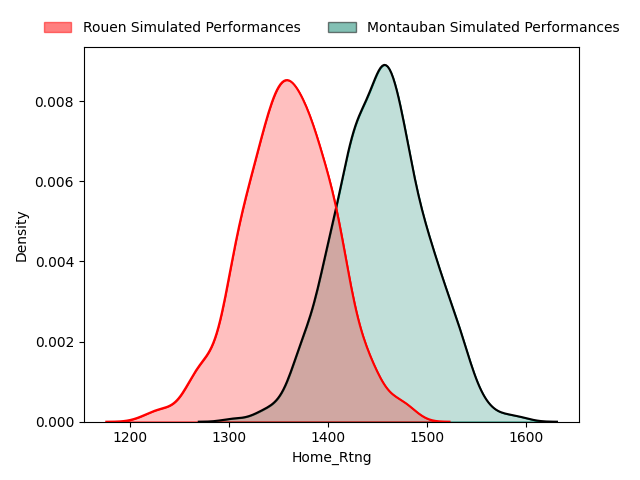 Rouen Simulated Performances Montauban Simulated Performances
0.008
0.006
0.004
0.002
0.000
Density
1200 1300 1400 1500 1600
Home_Rtng